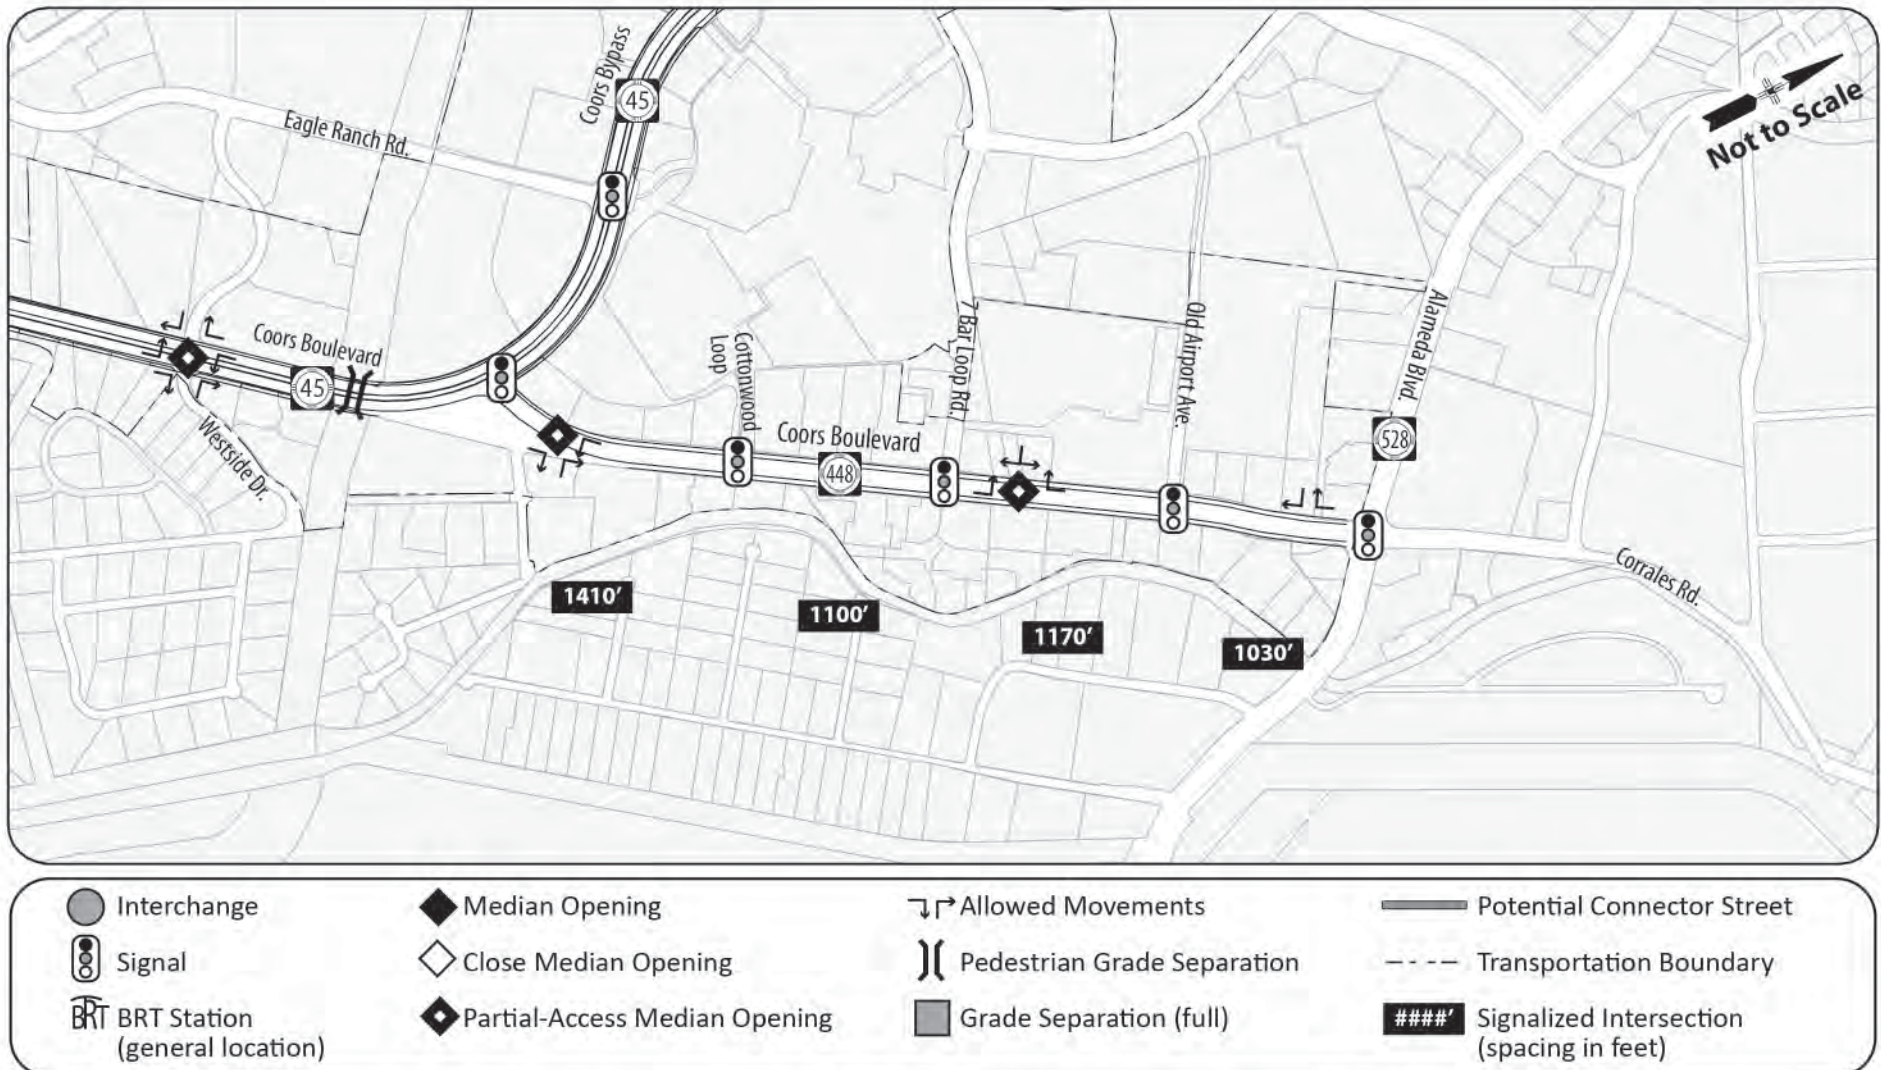 Coors Bypass
45
Eagle Ranch Rd.
Not to Scale
Coors Boulevard
45
Westside Dr.
Cottonwood
Loop
Coors Boulevard
448
7 Bar Loop Rd.
Old Airport Ave.
Alameda Blvd.
528
Corrales Rd.
1410′
1100′
1170′
1030′
Interchange
Signal
BRT BRT Station
(general location)
Median Opening
Close Median Opening
Partial-Access Median Opening
Allowed Movements
Pedestrian Grade Separation
Grade Separation (full)
Potential Connector Street
Transportation Boundary
####′ Signalized Intersection
(spacing in feet)